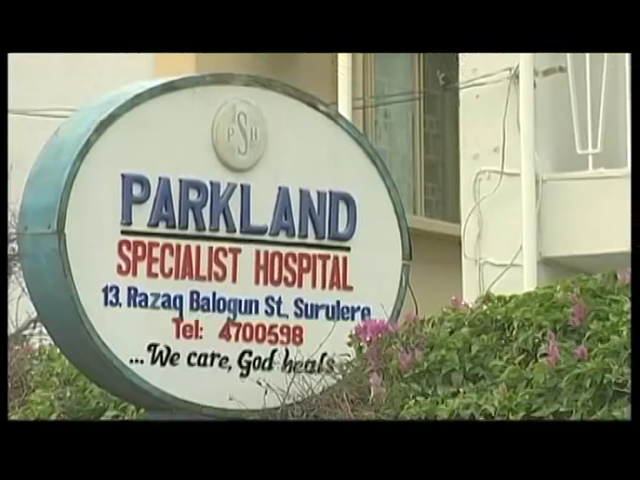 PSH
PARKLAND
SPECIALIST HOSPITAL
13, Razaq Balogun St, Surulere
Tel: 4700598
...We care, God heals